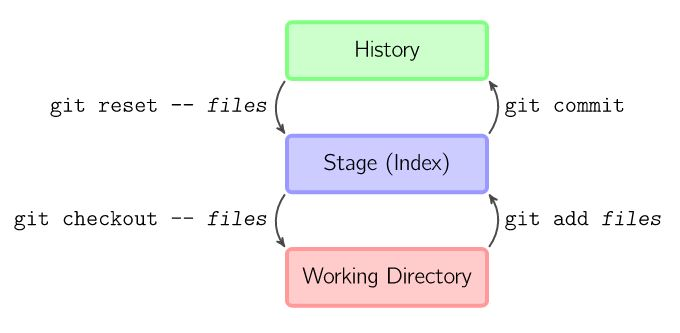 History
git reset -- files
git commit
Stage (Index)
git checkout -- files
git add files
Working Directory